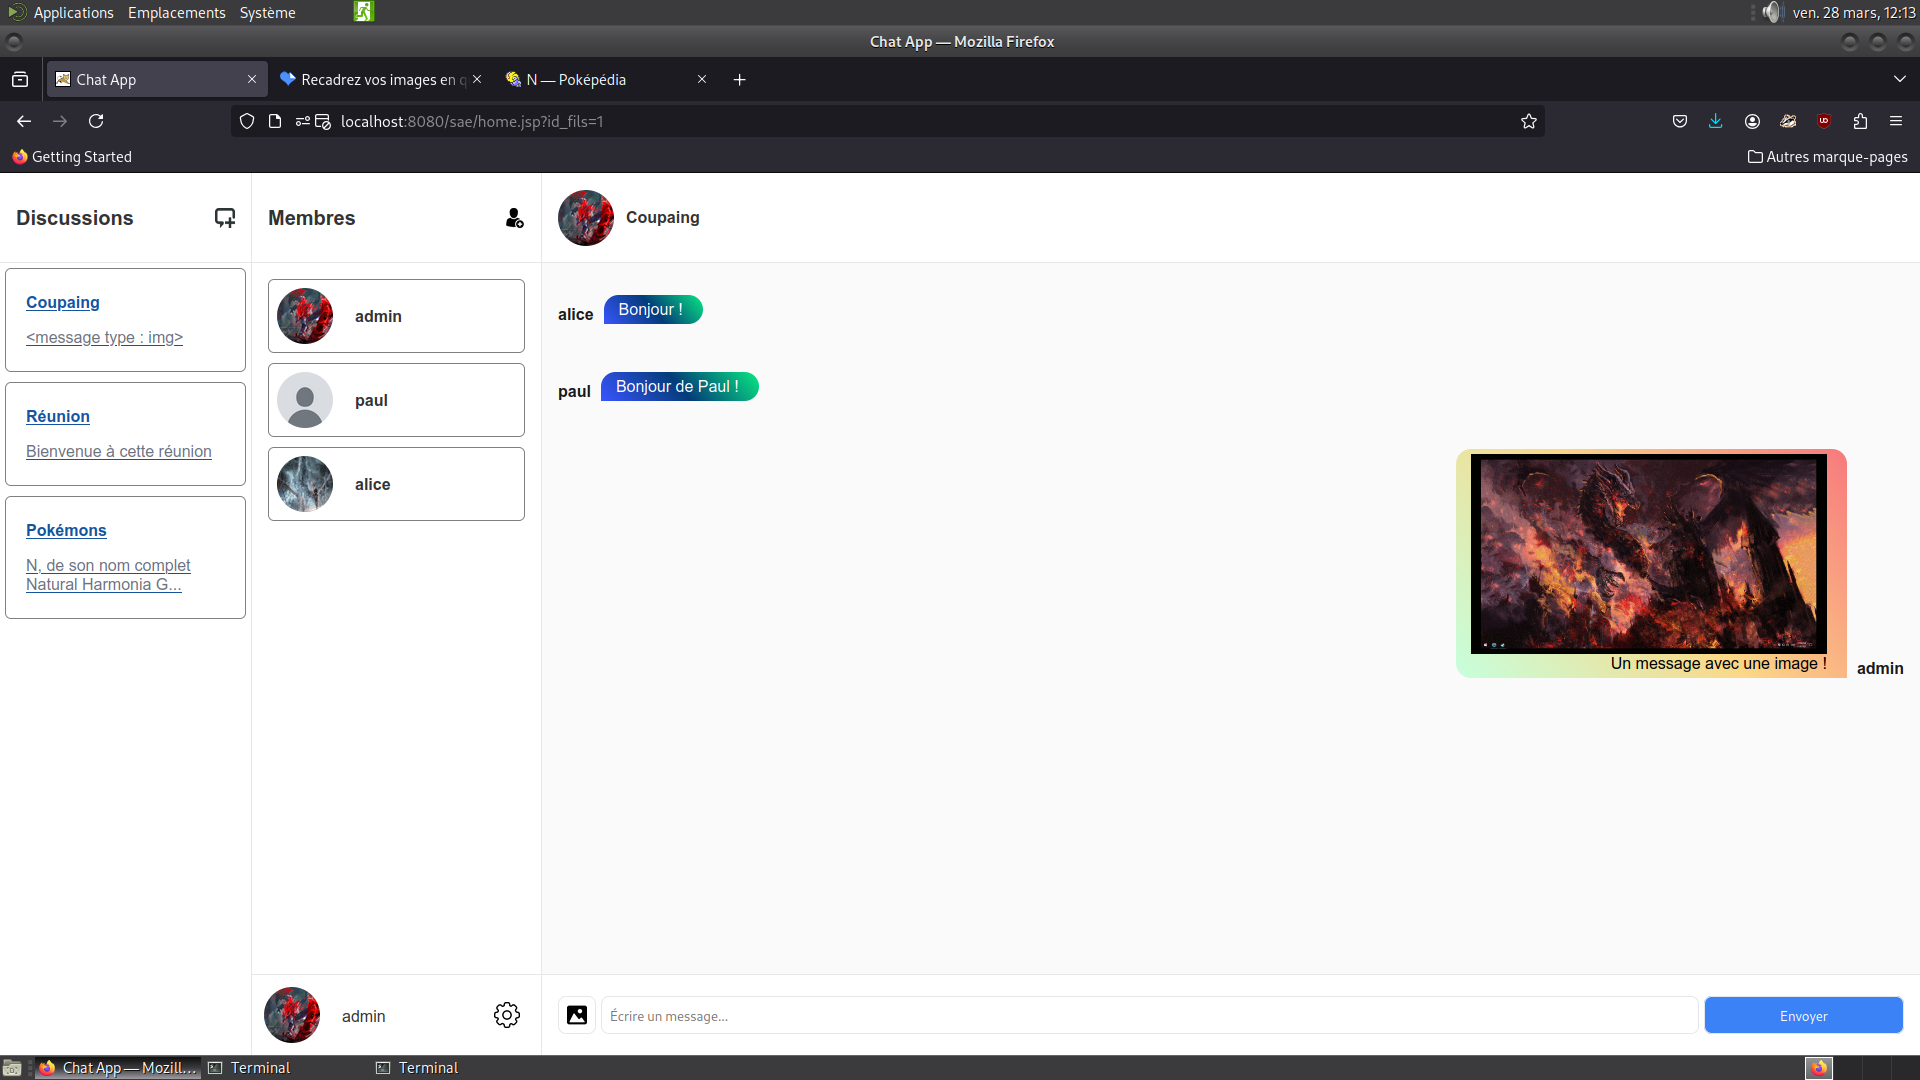 Applications Emplacements Système
ven. 28 mars, 12:13
Chat App — Mozilla Firefox
Chat App
Recadrez vos images en q
N — Poképédia
localhost:8080/sae/home.jsp?id_fils=1
Getting Started
Autres marque-pages
Discussions
Coupaing
<message type : img>
Réunion
Bienvenue à cette réunion
Pokémons
N, de son nom complet
Natural Harmonia G...
Membres
admin
paul
alice
admin
Coupaing
alice Bonjour !
paul Bonjour de Paul !
Un message avec une image !
admin
Écrire un message...
Envoyer
Chat App — Mozill...
Terminal
Terminal